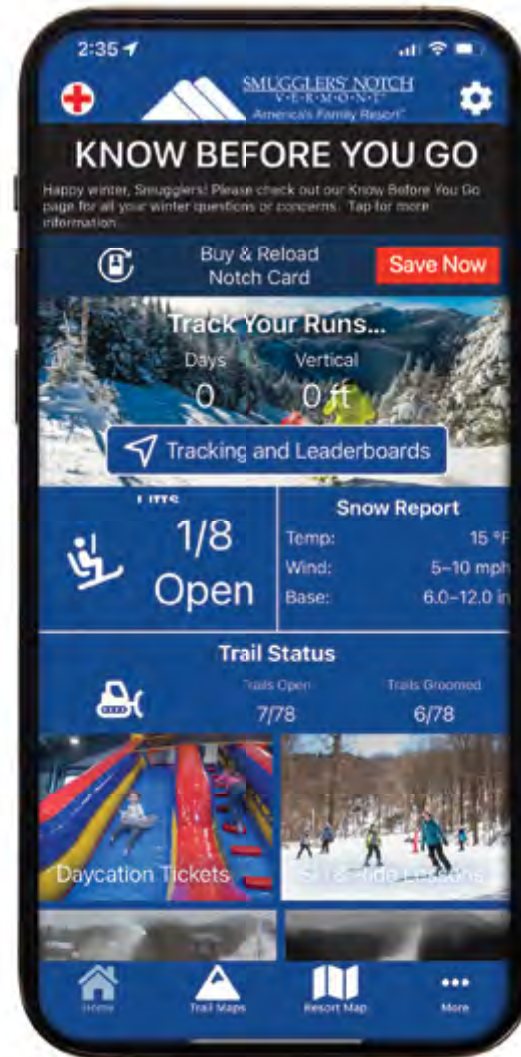 2:35
SMUGGLERS' NOTCH
V•E•R•M•O•N•T
America's Family Resort
KNOW BEFORE YOU GO
Happy winter, Smugglers! Please check out our Know Before You Go
page for all your winter questions or concerns. Tap for more
information.
Buy & Reload
Notch Card
Save Now
Track Your Runs...
Days
Vertical
0
0 ft
Tracking and Leaderboards
Lifts
1/8
Open
Snow Report
Temp:
15 °F
Wind:
5–10 mph
Base:
6.0–12.0 in
Trail Status
Trails Open
Trails Groomed
7/78
6/78
Daycation Tickets
Ride Lessons
Home
Trail Maps
Resort Map
More